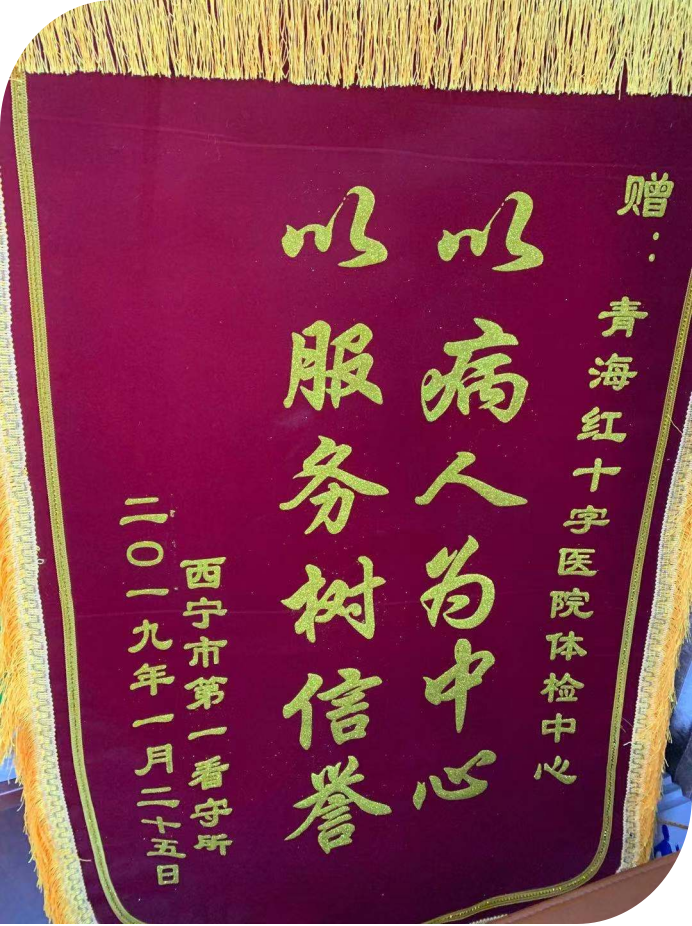 赠：
青海红十字医院体检中心
以病人为中心
以服务树信誉
西宁市第一看守所
二〇一九年一月二十五日